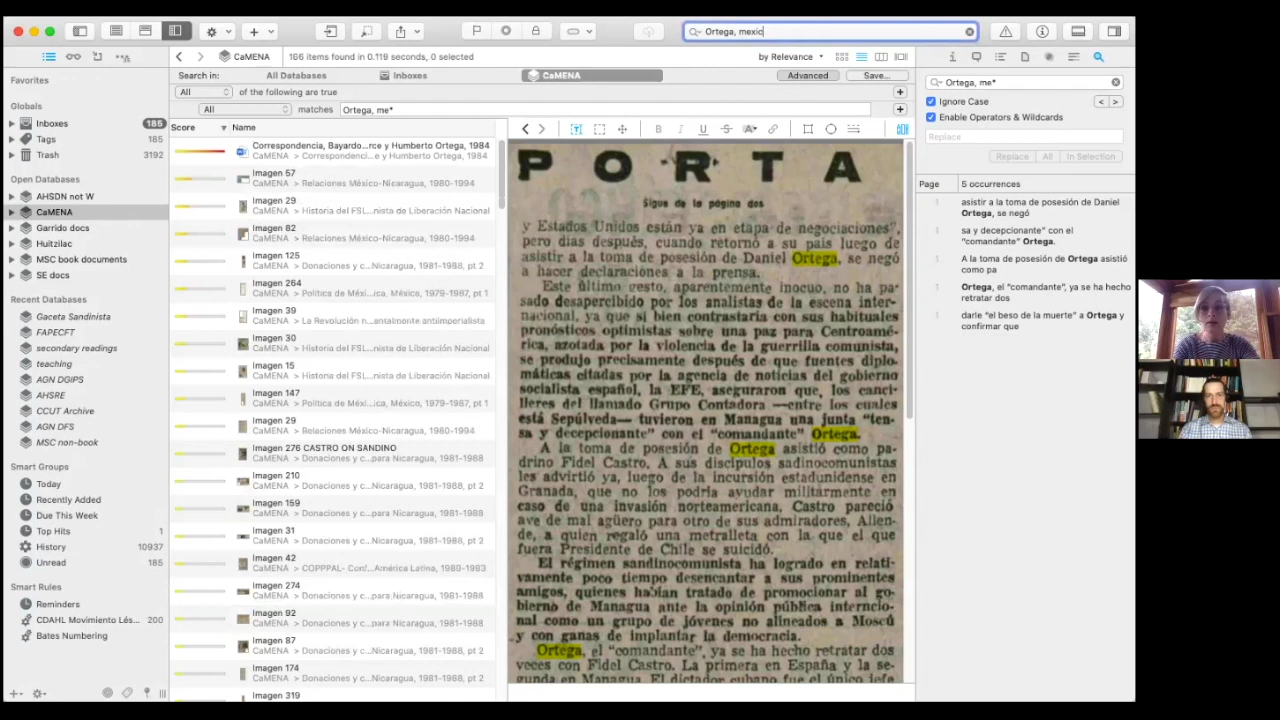 Ortega, mexic
CaMENA
166 items found in 0.119 seconds, 0 selected
by Relevance
Search in:
All Databases
Inboxes
CaMENA
Advanced
Save...
All
of the following are true
All
matches
Ortega, me*
Favorites
Globals
Inboxes
185
Tags
185
Trash
3192
Open Databases
AHSDN not W
CaMENA
Garrido docs
Huitzilac
MSC book documents
SE docs
Recent Databases
Gaceta Sandinista
FAPECFT
secondary readings
teaching
AGN DGIPS
AHSRE
CCUT Archive
AGN DFS
MSC non-book
Smart Groups
Today
Recently Added
Due This Week
Top Hits
1
History
10937
Unread
185
Smart Rules
Reminders
CDAHL Movimiento Lés...
200
Bates Numbering
Score
Name
Correspondencia, Bayardo...rce y Humberto Ortega, 1984
CaMENA > Correspondenci...e y Humberto Ortega, 1984
Imagen 57
CaMENA > Relaciones México-Nicaragua, 1980-1994
Imagen 29
CaMENA > Historia del FSL...nista de Liberación Nacional
Imagen 82
CaMENA > Relaciones México-Nicaragua, 1980-1994
Imagen 125
CaMENA > Donaciones y c...Nicaragua, 1981-1988, pt 2
Imagen 264
CaMENA > Política de Méxi...ica, México, 1979-1987, pt 1
Imagen 39
CaMENA > La Revolución n...entalmente antiimperialista
Imagen 30
CaMENA > Historia del FSL...nista de Liberación Nacional
Imagen 15
CaMENA > Historia del FSL...nista de Liberación Nacional
Imagen 147
CaMENA > Política de Méxi...ica, México, 1979-1987, pt 1
Imagen 29
CaMENA > Relaciones México-Nicaragua, 1980-1994
Imagen 276 CASTRO ON SANDINO
CaMENA > Donaciones y c...para Nicaragua, 1981-1988
Imagen 210
CaMENA > Donaciones y c...para Nicaragua, 1981-1988
Imagen 159
CaMENA > Donaciones y c...para Nicaragua, 1981-1988
Imagen 31
CaMENA > Donaciones y c...Nicaragua, 1981-1988, pt 2
Imagen 42
CaMENA > COPPPAL- Conf...América Latina, 1980-1983
Imagen 274
CaMENA > Donaciones y c...para Nicaragua, 1981-1988
Imagen 92
CaMENA > Donaciones y c...para Nicaragua, 1981-1988
Imagen 87
CaMENA > Donaciones y c...Nicaragua, 1981-1988, pt 2
Imagen 174
CaMENA > Donaciones y c...Nicaragua, 1981-1988, pt 2
Imagen 319
PORTA
Sigue de la página dos
y Estados Unidos están ya en etapa de negociaciones",
pero días después, cuando retornó a su país luego de
asistir a la toma de posesión de Daniel Ortega, se negó
a hacer declaraciones a la prensa.
Este último gesto, aparentemente inocuo, no ha pa-
sado desapercibido por los analistas de la escena inter-
nacional, ya que si bien contrastaría con sus habituales
pronósticos optimistas sobre una paz para Centroamé-
rica, azotada por la violencia de la guerrilla comunista,
se produjo precisamente después de que fuentes diplo-
máticas citadas por la agencia de noticias del gobierno
socialista español, la EFE, aseguraron que, los canci-
lleres del llamado Grupo Contadora —entre los cuales
está Sepúlveda— tuvieron en Managua una junta "ten-
sa y decepcionante" con el "comandante" Ortega.
A la toma de posesión de Ortega asistió como pa-
drino Fidel Castro. A sus discípulos sadinocomunistas
les advirtió ya, luego de la incursión estadunidense en
Granada, que no los podría ayudar militarmente en
caso de una invasión norteamericana. Castro pareció
ave de mal agüero para otro de sus admiradores, Allen-
de, a quien regaló una metralleta con la que el que
fuera Presidente de Chile se suicidó.
El régimen sandinocomunista ha logrado en relati-
vamente poco tiempo desencantar a sus prominentes
amigos, quienes habían tratado de promocionar al go-
bierno de Managua ante la opinión pública interncio-
nal como un grupo de jóvenes no alineados a Moscú
y con ganas de implantar la democracia.
Ortega, el "comandante", ya se ha hecho retratar dos
veces con Fidel Castro. La primera en España y la se-
gunda en Managua. El dictador cubano fue el único jefe
Ortega, me*
Ignore Case
Enable Operators & Wildcards
Replace
Replace
All
In Selection
Page
5 occurrences
1
asistir a la toma de posesión de Daniel
Ortega, se negó
1
sa y decepcionante" con el
"comandante" Ortega.
1
A la toma de posesión de Ortega asistió
como pa
1
Ortega, el "comandante", ya se ha hecho
retratar dos
1
darle "el beso de la muerte" a Ortega y
confirmar que